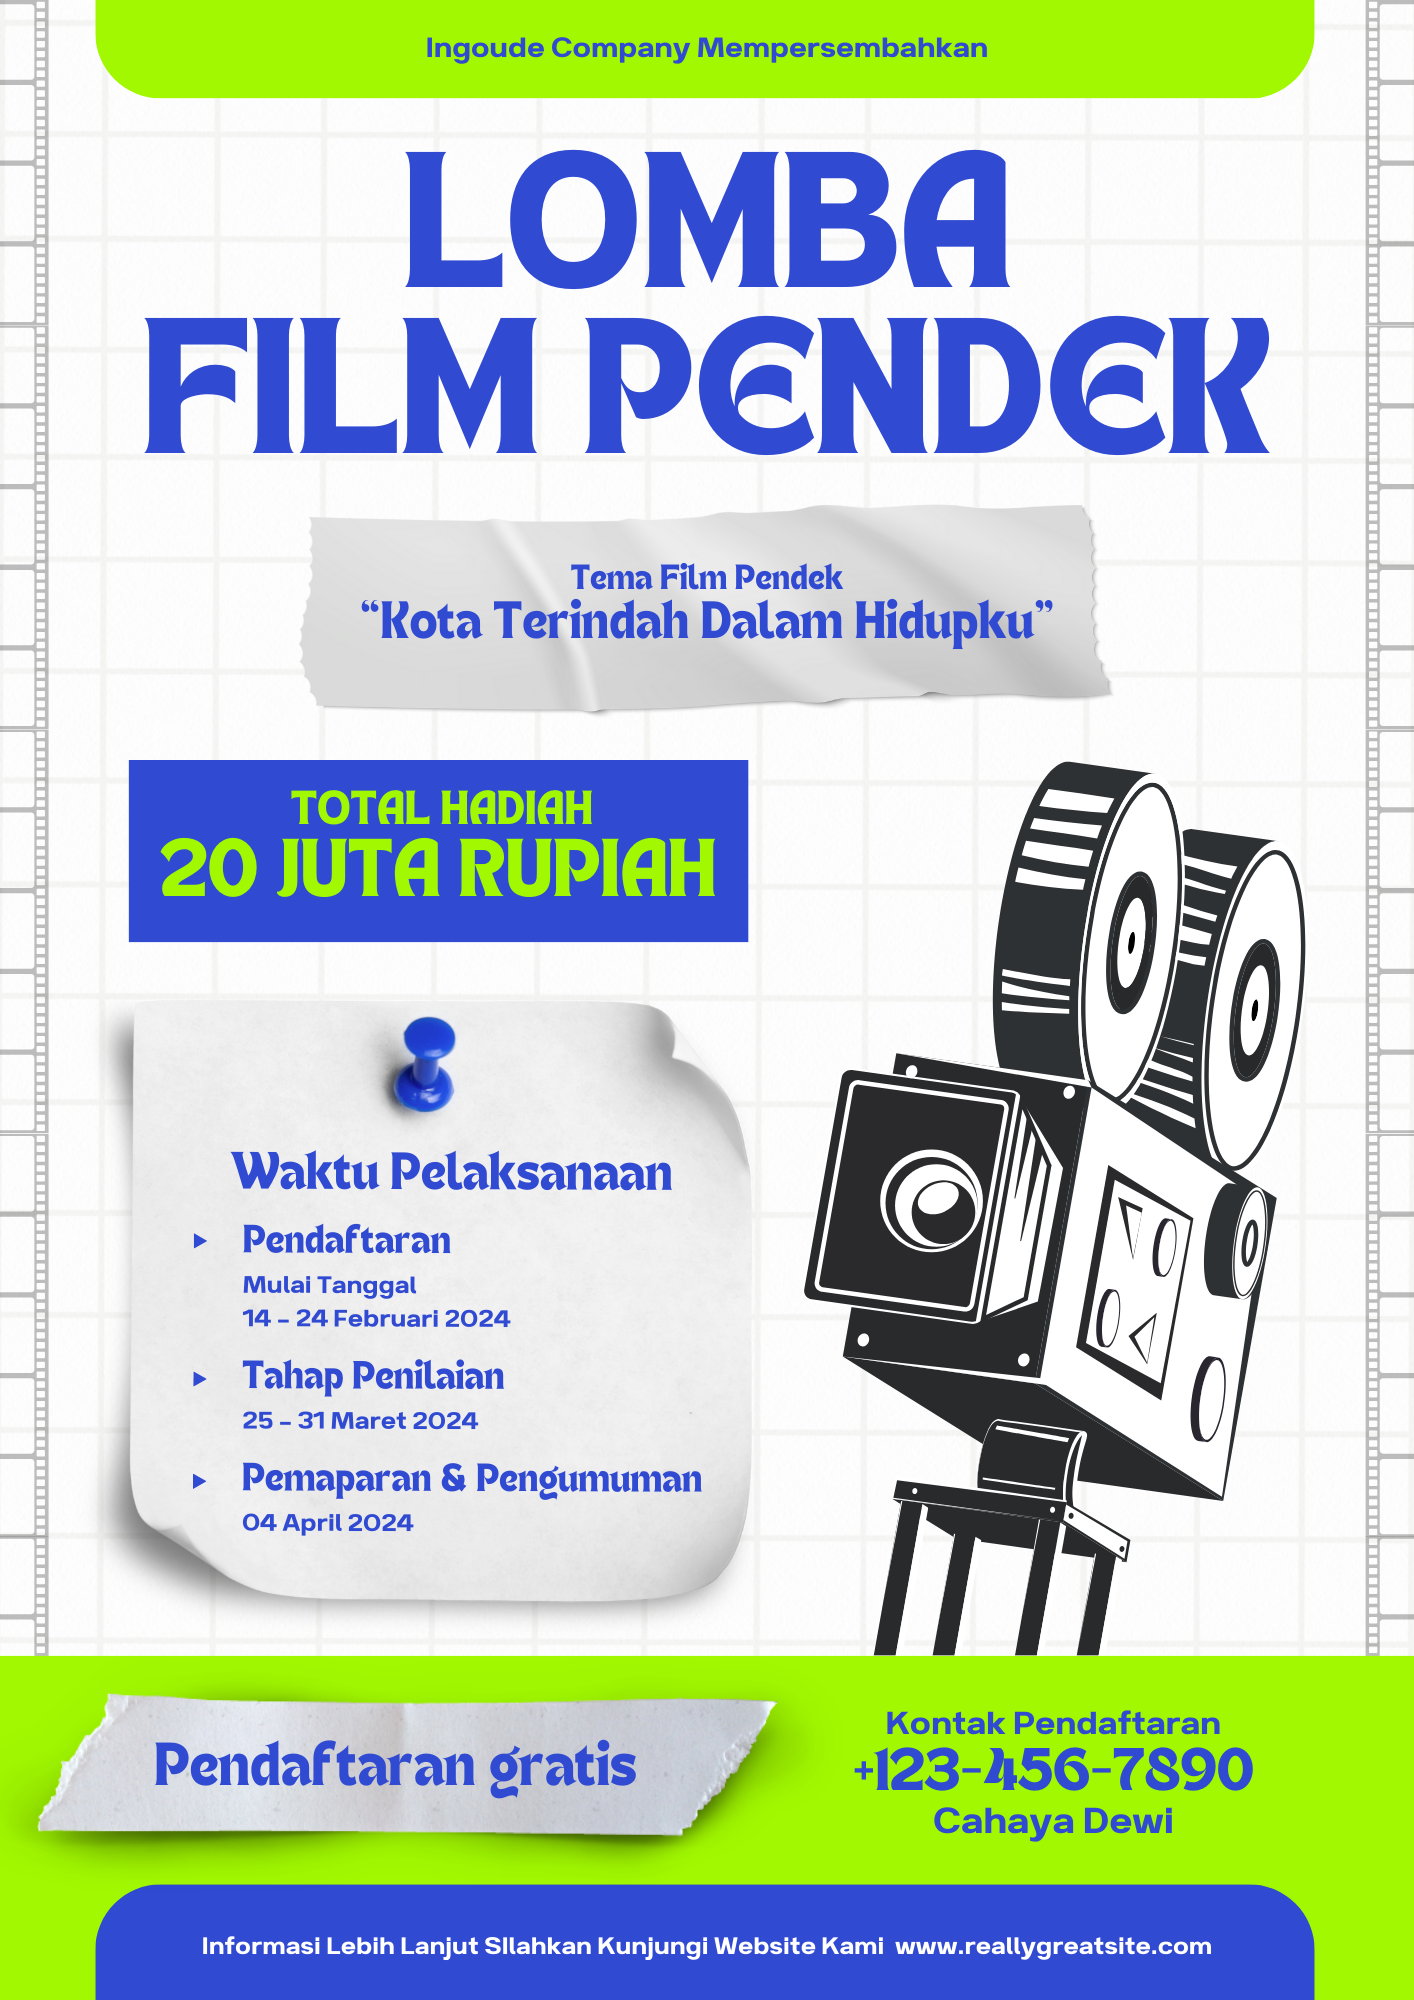 Ingoude Company Mempersembahkan
LOMBA
FILM PENDEK
Tema Film Pendek
“Kota Terindah Dalam Hidupku”
TOTAL HADIAH
20 JUTA RUPIAH
Waktu Pelaksanaan
Pendaftaran
Mulai Tanggal
14 – 24 Februari 2024
Tahap Penilaian
25 – 31 Maret 2024
Pemaparan & Pengumuman
04 April 2024
Pendaftaran gratis
Kontak Pendaftaran
+123-456-7890
Cahaya Dewi
Informasi Lebih Lanjut SIlahkan Kunjungi Website Kami www.reallygreatsite.com